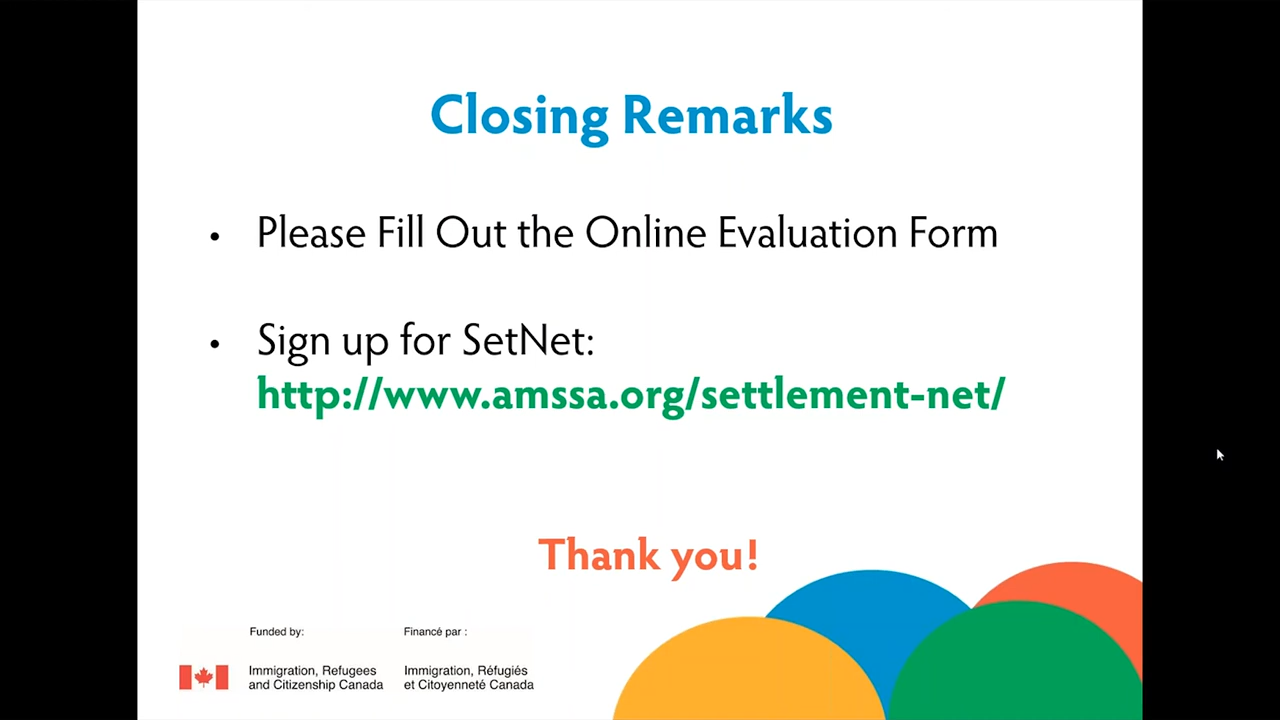 Closing Remarks
• Please Fill Out the Online Evaluation Form
• Sign up for SetNet:
http://www.amssa.org/settlement-net/
Thank you!
Funded by:
Immigration, Refugees
and Citizenship Canada
Financé par :
Immigration, Réfugiés
et Citoyenneté Canada